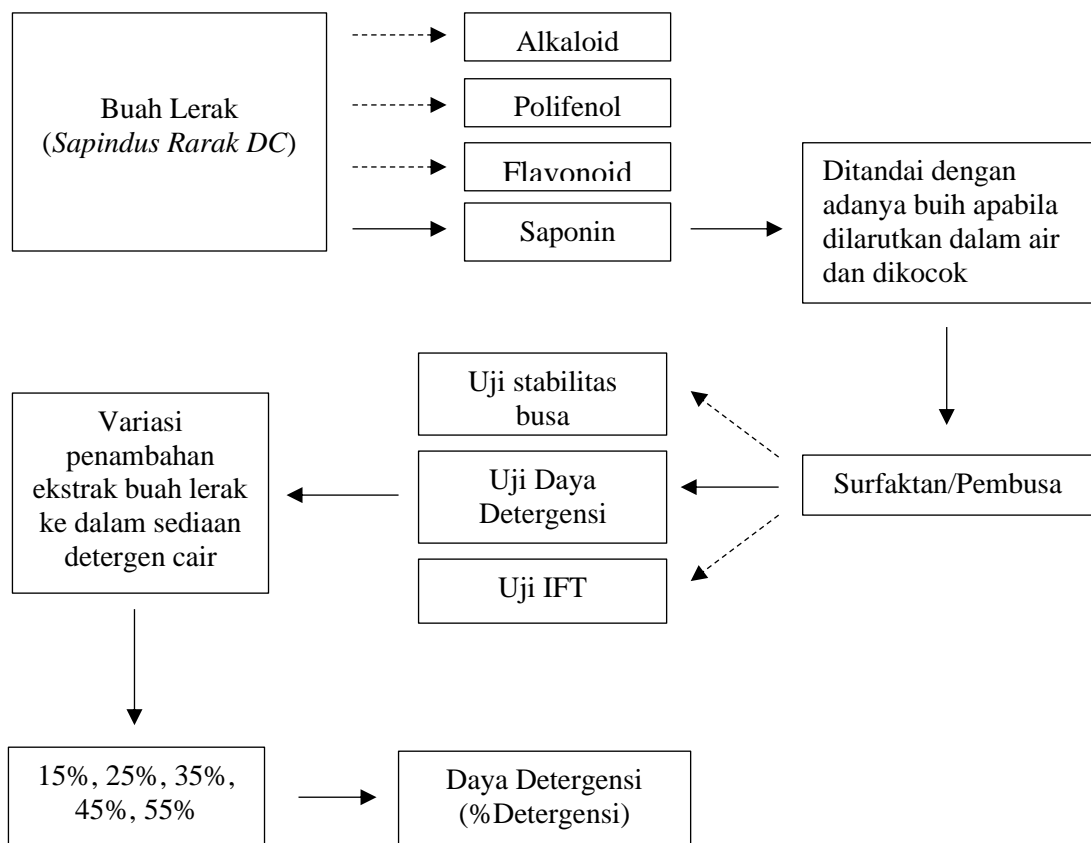 Buah Lerak
(Sapindus Rarak DC)
Alkaloid
Polifenol
Flavonoid
Saponin
Ditandai dengan
adanya buih apabila
dilarutkan dalam air
dan dikocok
Surfaktan/Pembusa
Uji stabilitas
busa
Uji Daya
Detergensi
Uji IFT
Variasi
penambahan
ekstrak buah lerak
ke dalam sediaan
detergen cair
15%, 25%, 35%,
45%, 55%
Daya Detergensi
(%Detergensi)